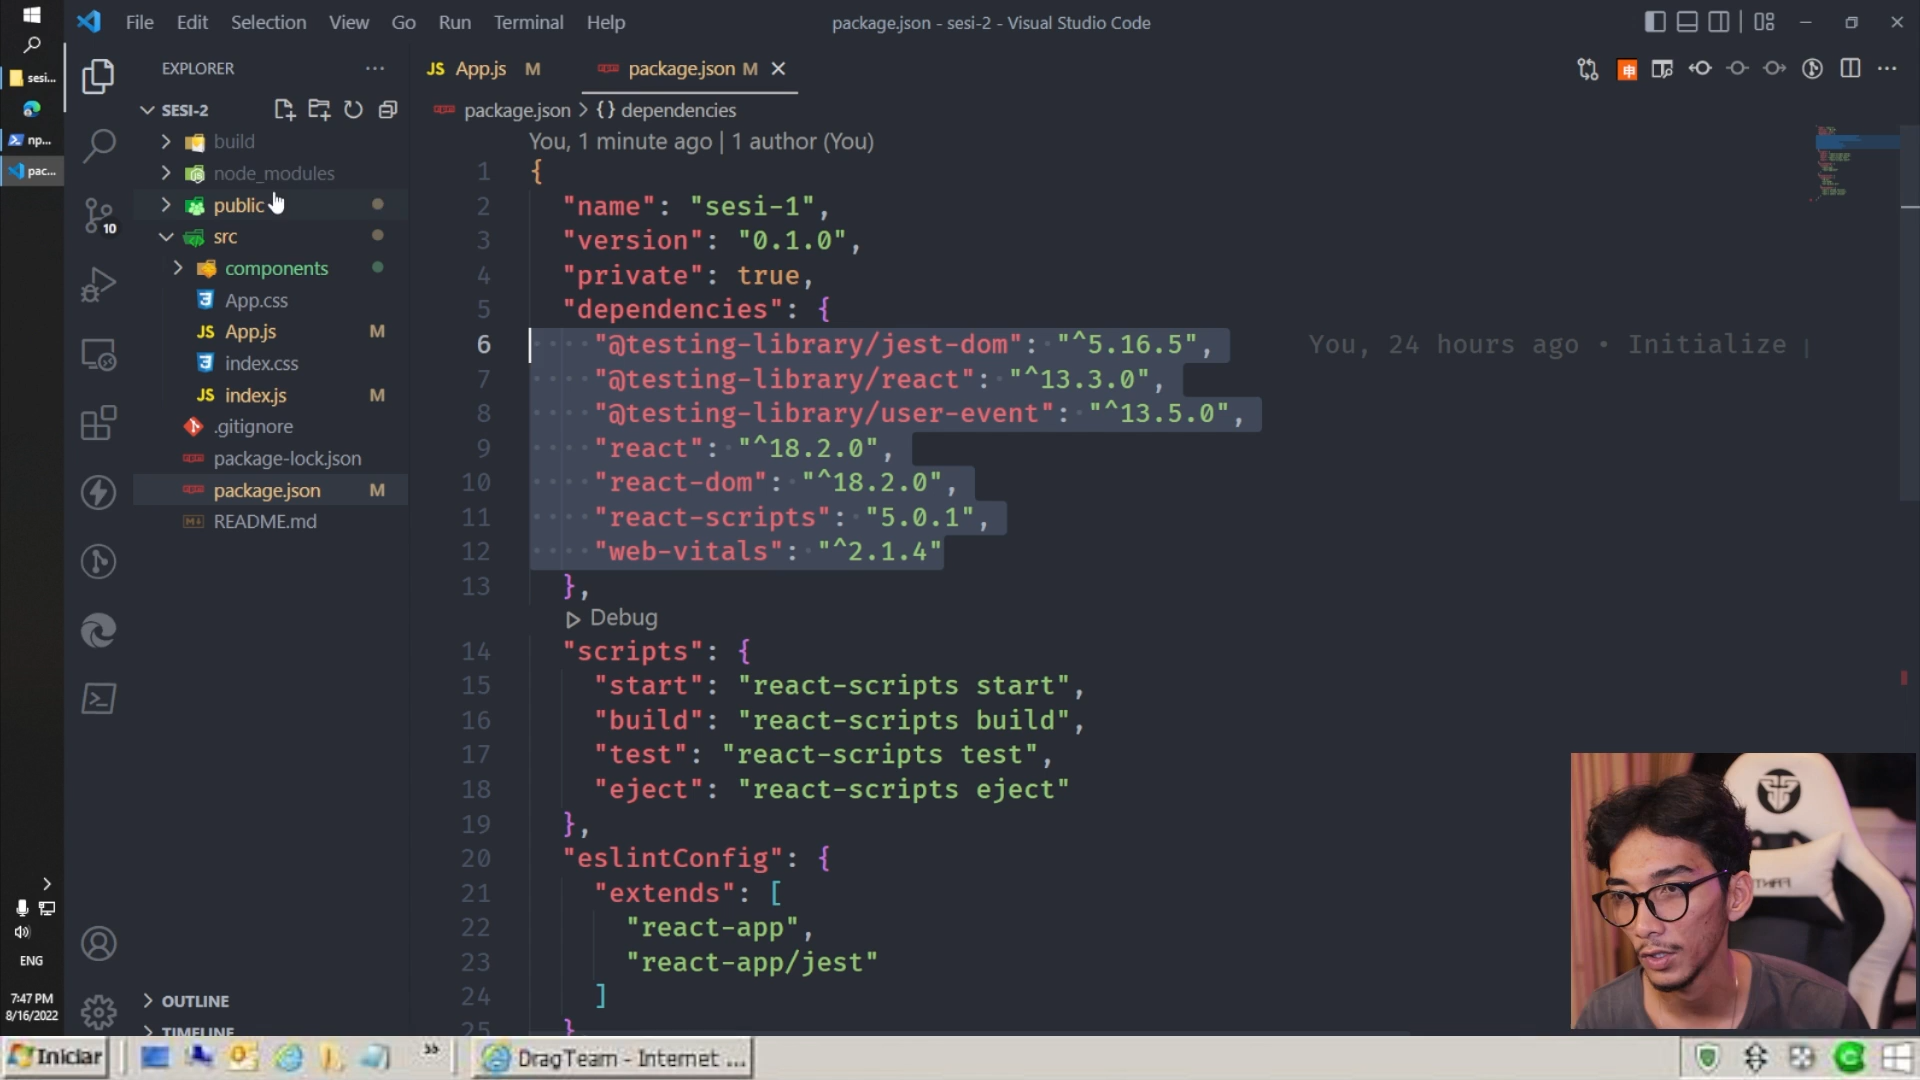 File Edit Selection View Go Run Terminal Help
package.json - sesi-2 - Visual Studio Code
sesi...
np...
pac...
EXPLORER
SESI-2
build
node_modules
public
src
components
App.css
JS App.js M
index.css
JS index.js M
.gitignore
package-lock.json
package.json M
README.md
OUTLINE
TIMELINE
10
JS App.js M
package.json M
package.json > {} dependencies
You, 1 minute ago | 1 author (You)
1 {
2 "name": "sesi-1",
3 "version": "0.1.0",
4 "private": true,
5 "dependencies": {
6 "@testing-library/jest-dom": "^5.16.5", You, 24 hours ago • Initialize
7 "@testing-library/react": "^13.3.0",
8 "@testing-library/user-event": "^13.5.0",
9 "react": "^18.2.0",
10 "react-dom": "^18.2.0",
11 "react-scripts": "5.0.1",
12 "web-vitals": "^2.1.4"
13 },
Debug
14 "scripts": {
15 "start": "react-scripts start",
16 "build": "react-scripts build",
17 "test": "react-scripts test",
18 "eject": "react-scripts eject"
19 },
20 "eslintConfig": {
21 "extends": [
22 "react-app",
23 "react-app/jest"
24 ]
25 }
ENG
7:47 PM
8/16/2022
Iniciar
DragTeam - Internet ...